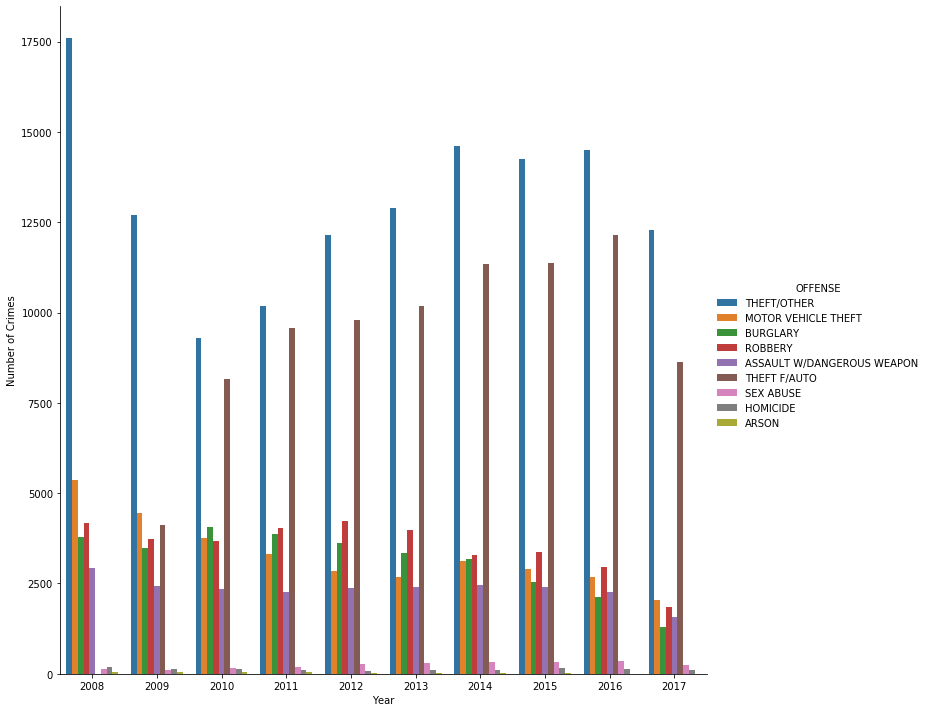 17500
15000
12500
10000
7500
5000
2500
0
Number of Crimes
2008 2009 2010 2011 2012 2013 2014 2015 2016 2017
Year
OFFENSE
THEFT/OTHER
MOTOR VEHICLE THEFT
BURGLARY
ROBBERY
ASSAULT W/DANGEROUS WEAPON
THEFT F/AUTO
SEX ABUSE
HOMICIDE
ARSON